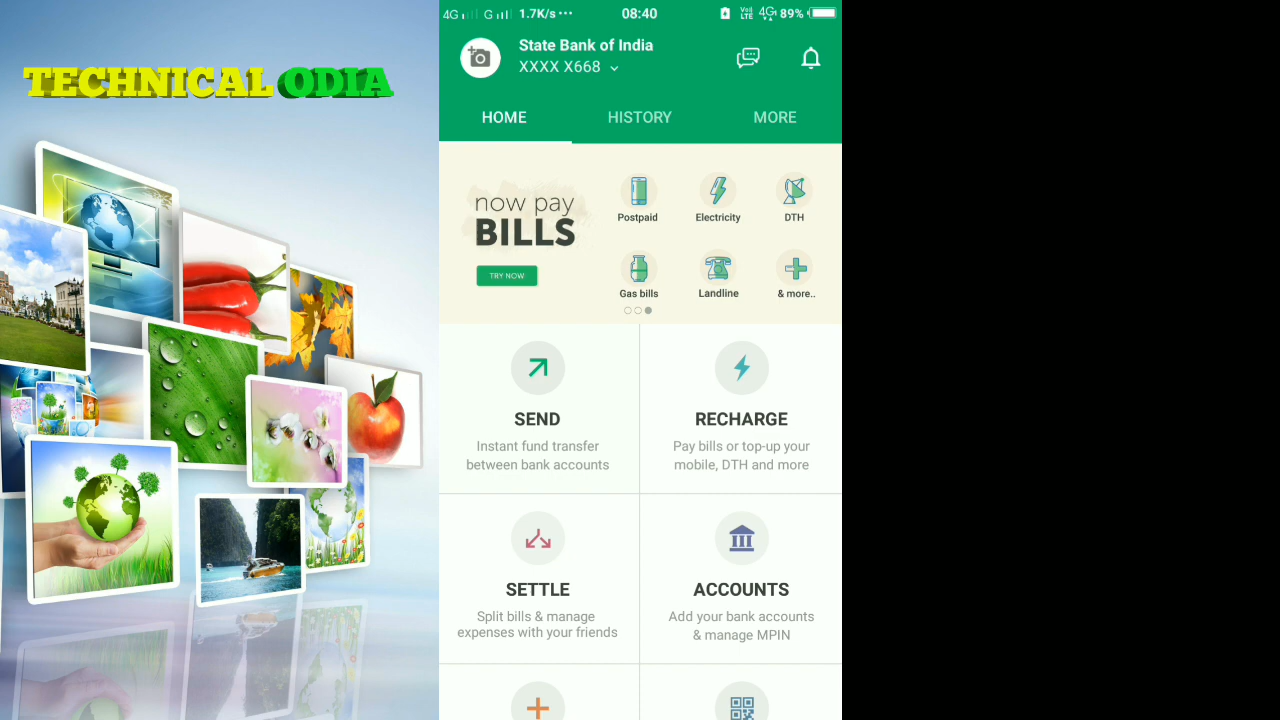 TECHNICAL ODIA
4G G 1.7K/s 08:40 VoD LTE 4G 89%
State Bank of India
XXXX X668
HOME HISTORY MORE
now pay
BILLS
TRY NOW
Postpaid Electricity DTH
Gas bills Landline & more..
SEND
Instant fund transfer
between bank accounts
RECHARGE
Pay bills or top-up your
mobile, DTH and more
SETTLE
Split bills & manage
expenses with your friends
ACCOUNTS
Add your bank accounts
& manage MPIN